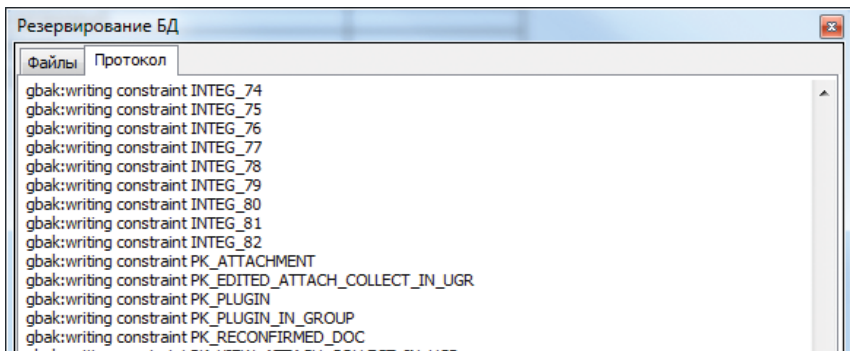 Резервирование БД
Файлы Протокол
gbak:writing constraint INTEG_74
gbak:writing constraint INTEG_75
gbak:writing constraint INTEG_76
gbak:writing constraint INTEG_77
gbak:writing constraint INTEG_78
gbak:writing constraint INTEG_79
gbak:writing constraint INTEG_80
gbak:writing constraint INTEG_81
gbak:writing constraint INTEG_82
gbak:writing constraint PK_ATTACHMENT
gbak:writing constraint PK_EDITED_ATTACH_COLLECT_IN_UGR
gbak:writing constraint PK_PLUGIN
gbak:writing constraint PK_PLUGIN_IN_GROUP
gbak:writing constraint PK_RECONFIRMED_DOC